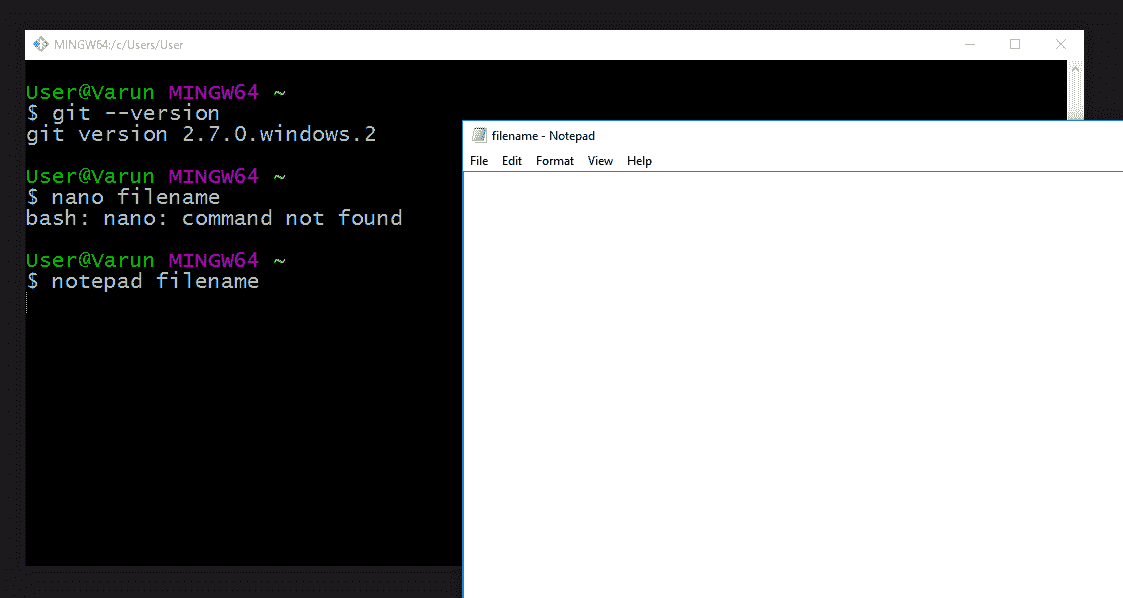 MINGW64:/c/Users/User
User@Varun MINGW64 ~
$ git --version
git version 2.7.0.windows.2
User@Varun MINGW64 ~
$ nano filename
bash: nano: command not found
User@Varun MINGW64 ~
$ notepad filename
filename - Notepad
File Edit Format View Help